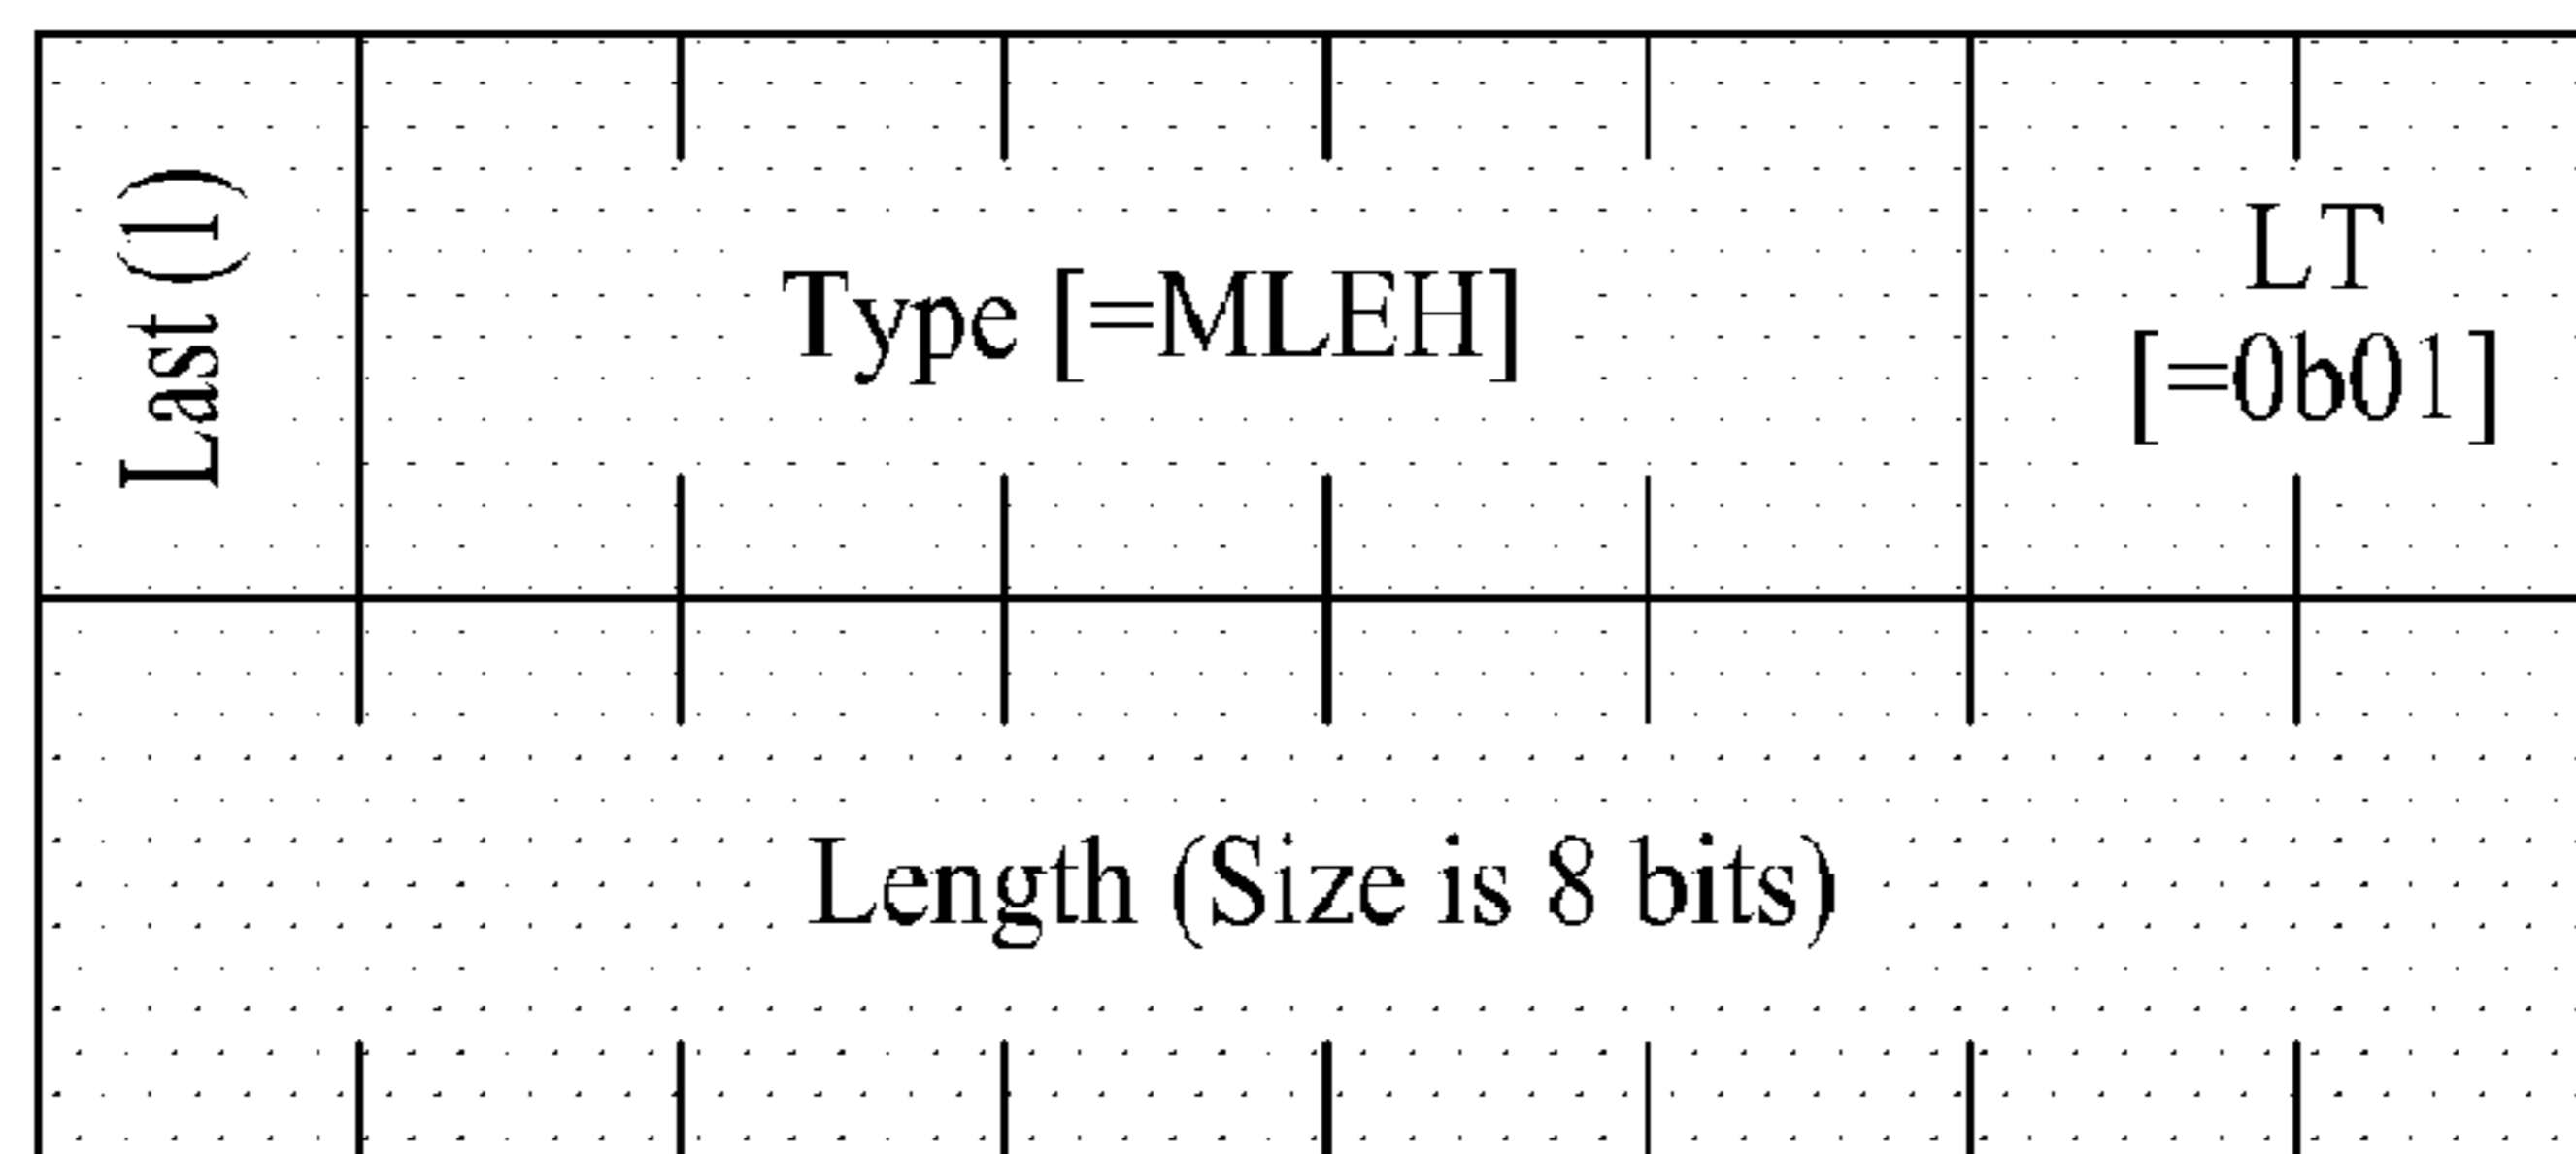 Last (1)
Type [=MLEH]
LT
[=0b01]
Length (Size is 8 bits)